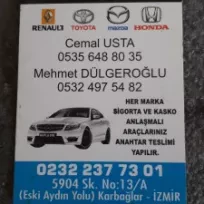 RENAULT TOYOTA mazda HONDA
Cemal USTA
0535 648 80 35
Mehmet DÜLGEROĞLU
0532 497 54 82
HER MARKA
SİGORTA VE KASKO
ANLAŞMALI
ARAÇLARINIZ
ANAHTAR TESLİMİ
YAPILIR.
0232 237 73 01
5904 Sk. No:13/A
(Eski Aydın Yolu) Karbağlar - İZMİR